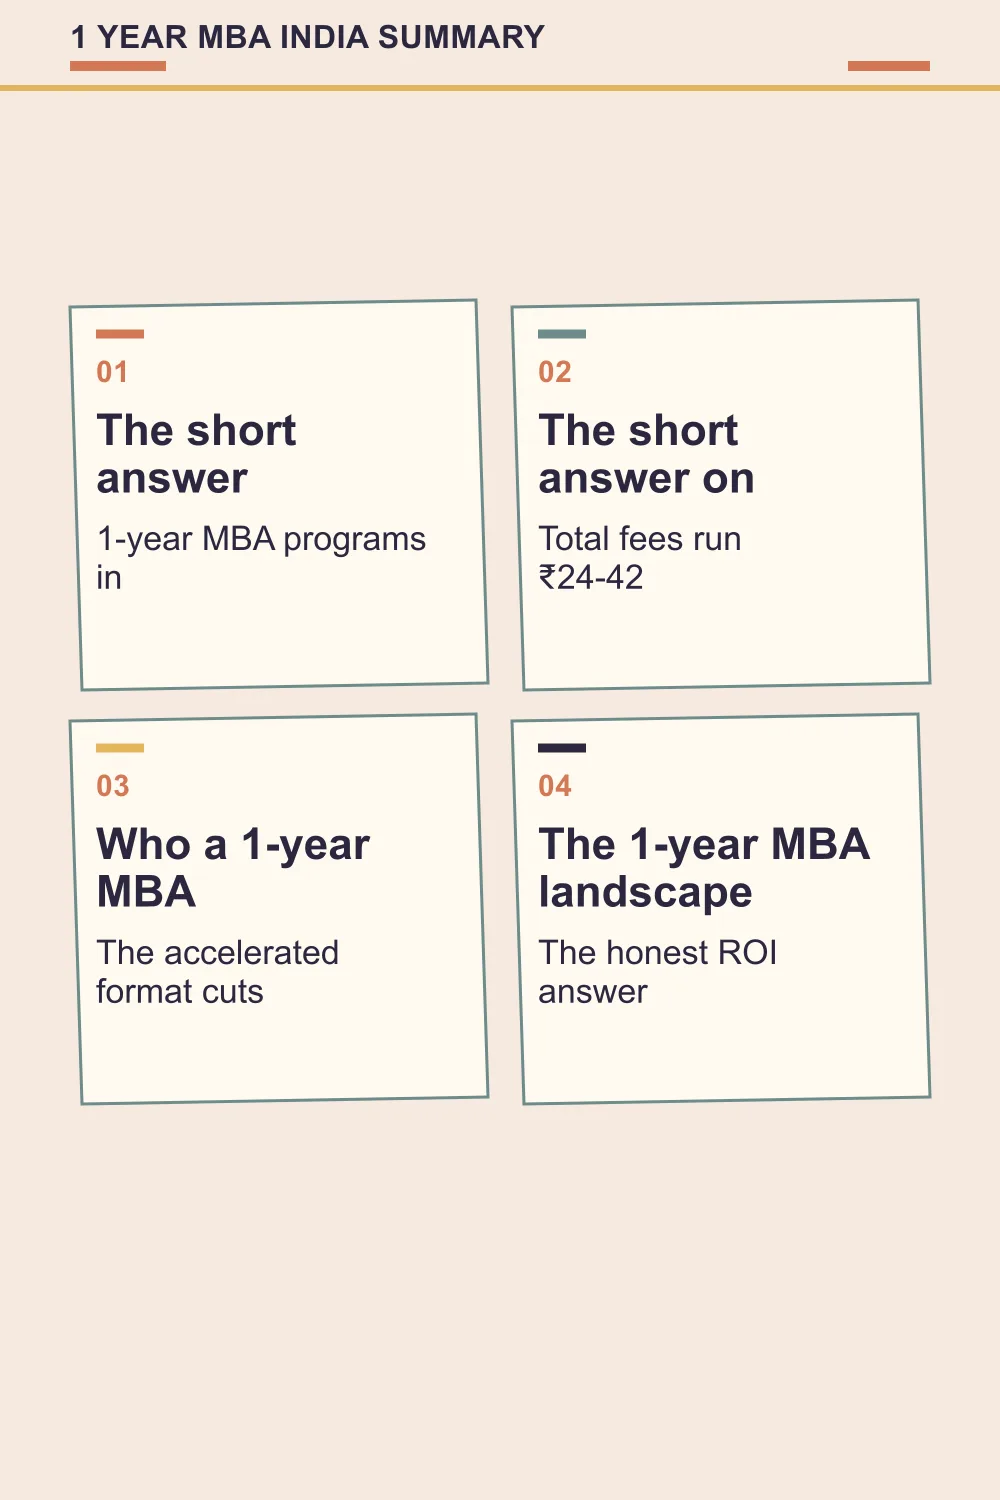 1 YEAR MBA INDIA SUMMARY
01
The short
answer
1-year MBA programs
in
02
The short
answer on
Total fees run
₹24-42
03
Who a 1-year
MBA
The accelerated
format cuts
04
The 1-year MBA
landscape
The honest ROI
answer